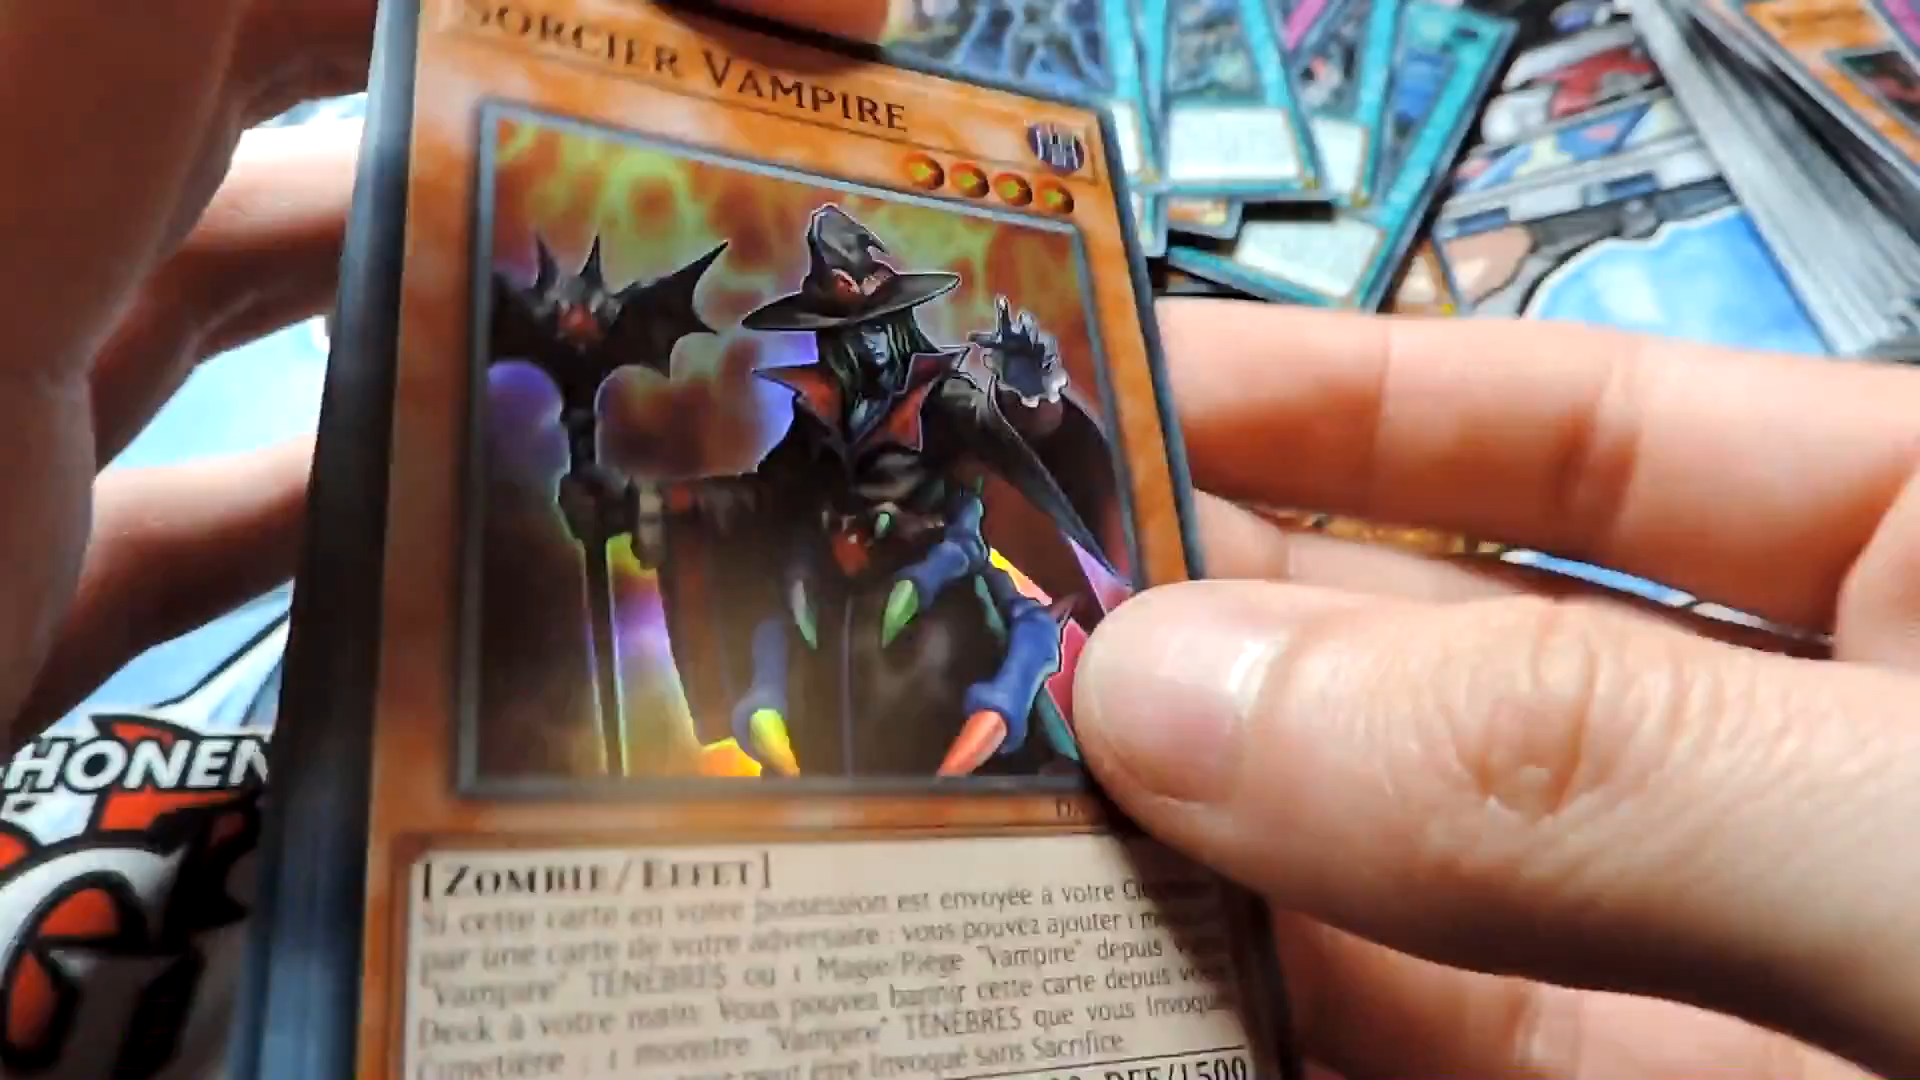 SORCIER VAMPIRE
[ZOMBIE/EFFET]
Si cette carte en votre possession est envoyée à votre
par une carte de votre adversaire : vous pouvez ajouter 1
"Vampire" TÉNÈBRES ou 1 Magie/Piège "Vampire" depuis
Deck à votre main. Vous pouvez bannir cette carte depuis
Cimetière : 1 monstre "Vampire" TÉNÈBRES que vous
peut être Invoqué sans Sacrifice.
DEF/1500
HONEN